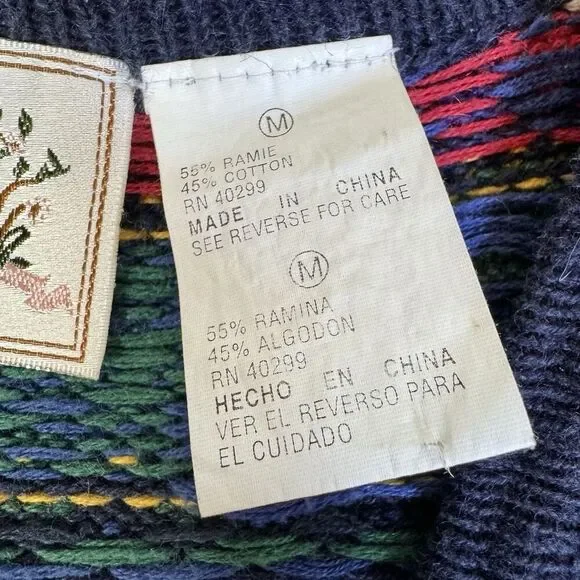 M
55% RAMIE
45% COTTON
RN 40299
MADE IN CHINA
SEE REVERSE FOR CARE
M
55% RAMINA
45% ALGODON
RN 40299
HECHO EN CHINA
VER EL REVERSO PARA
EL CUIDADO